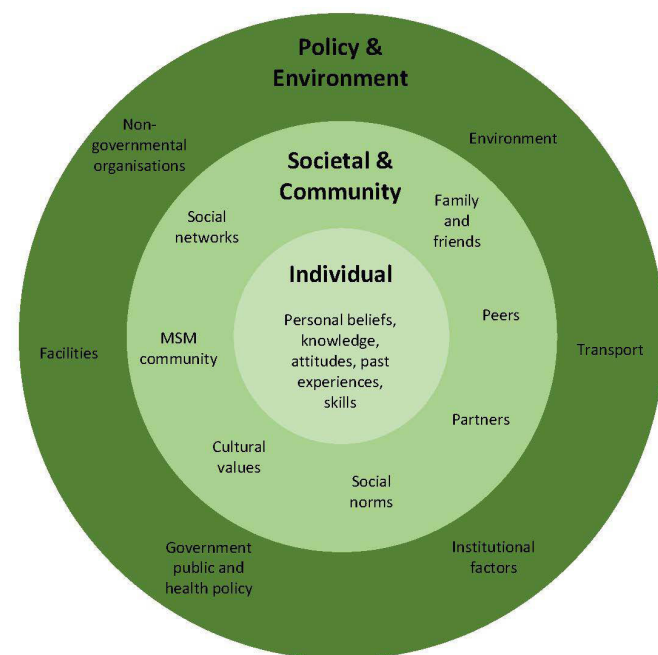 Policy &
Environment
Non-
governmental
organisations
Environment
Societal &
Community
Family
and
friends
Social
networks
Individual
Personal beliefs,
knowledge,
attitudes, past
experiences,
skills
Peers
MSM
community
Facilities
Transport
Partners
Cultural
values
Social
norms
Government
public and
health policy
Institutional
factors